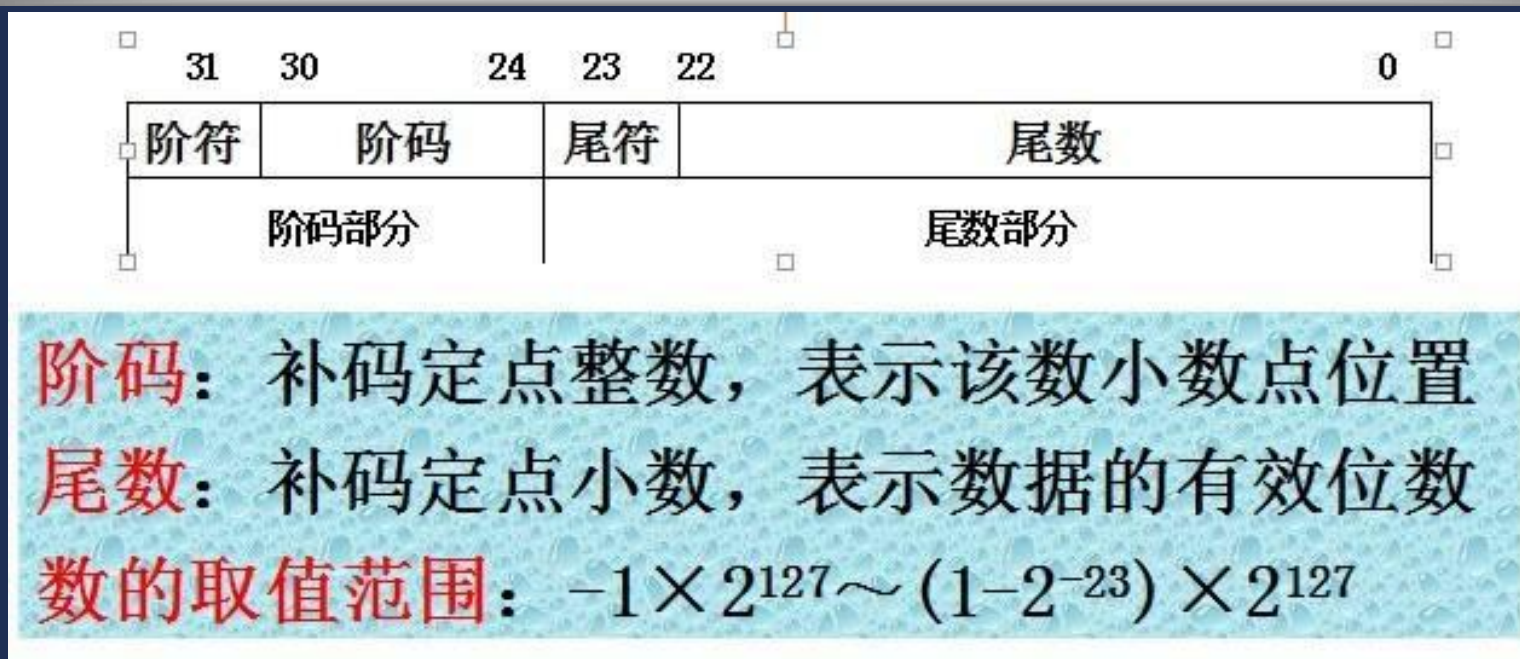 31 30 24 23 22 0
阶符 阶码 尾符 尾数
阶码部分 尾数部分
阶码：补码定点整数，表示该数小数点位置
尾数：补码定点小数，表示数据的有效位数
数的取值范围：−1×2¹²⁷～(1−2⁻²³)×2¹²⁷